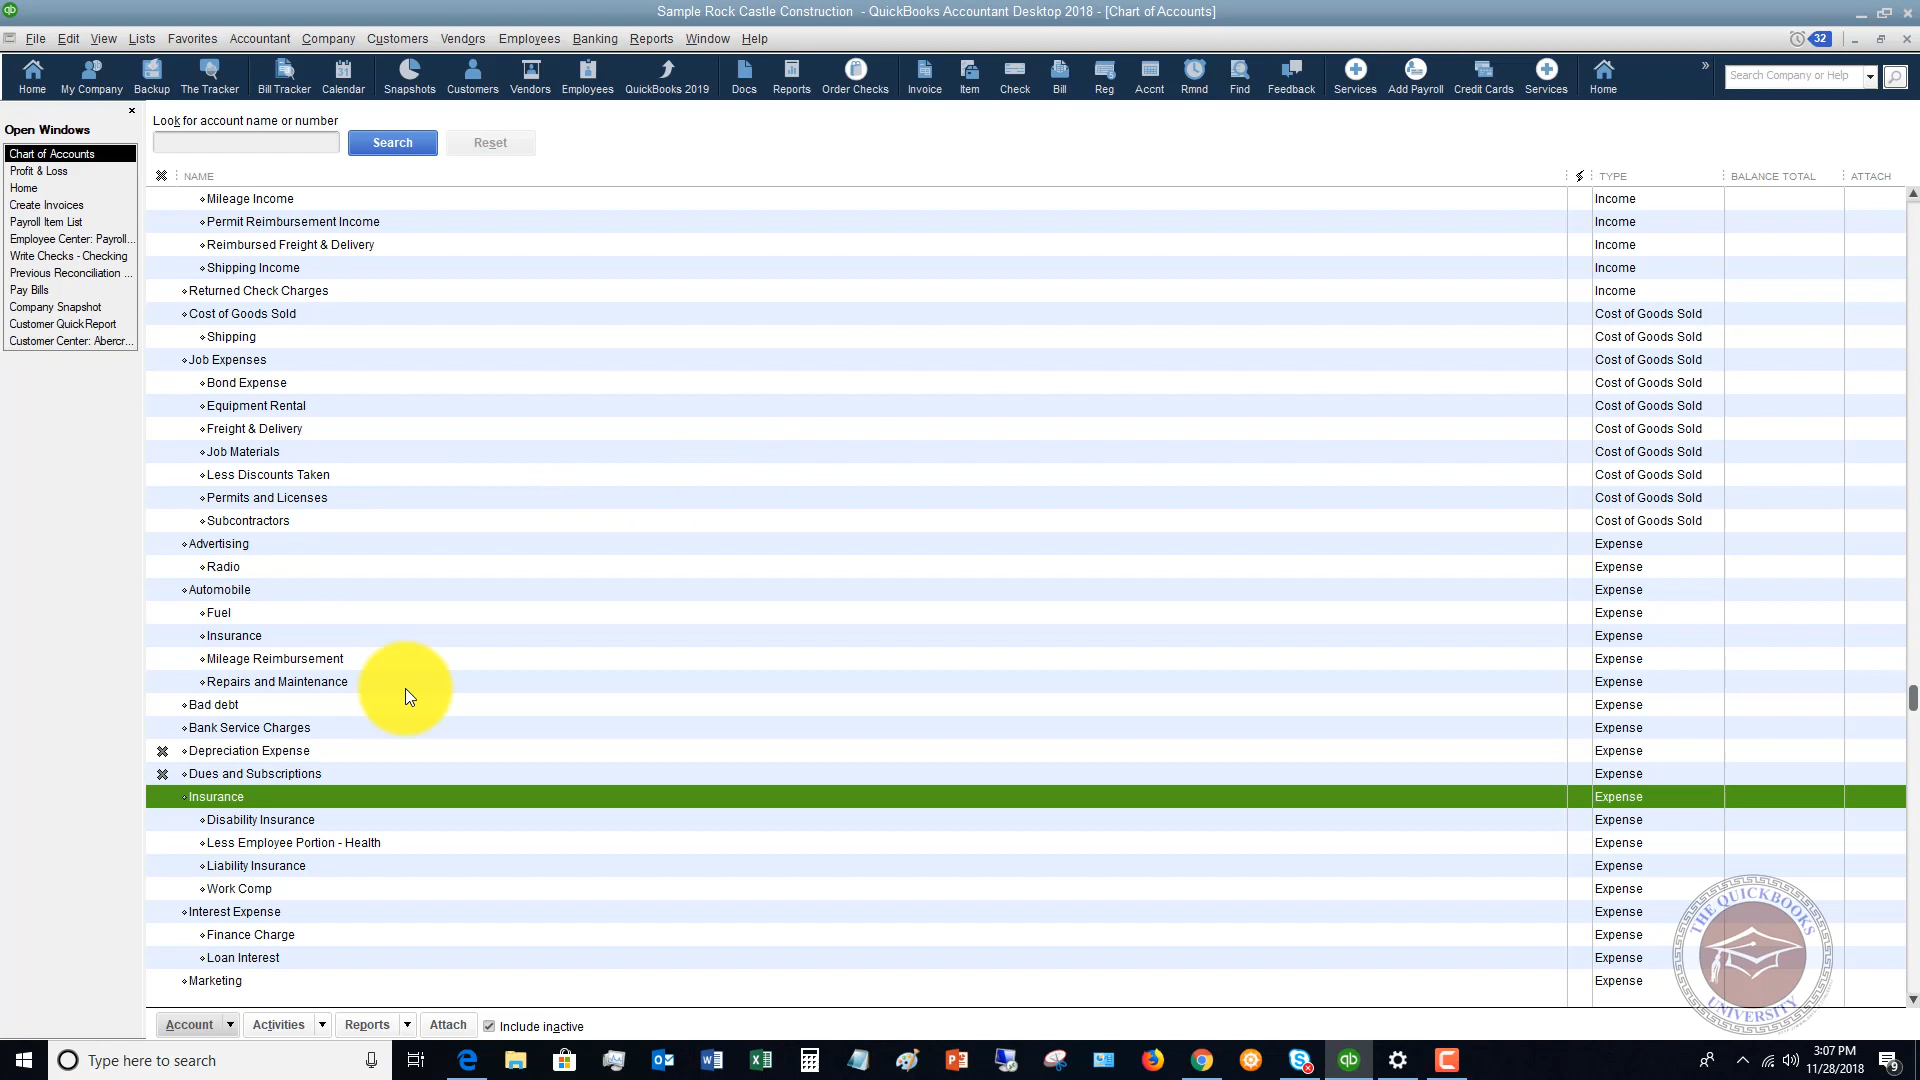 Sample Rock Castle Construction - QuickBooks Accountant Desktop 2018 - [Chart of Accounts]
File Edit View Lists Favorites Accountant Company Customers Vendors Employees Banking Reports Window Help 32
Home My Company Backup The Tracker Bill Tracker Calendar Snapshots Customers Vendors Employees QuickBooks 2019 Docs Reports Order Checks Invoice Item Check Bill Reg Accnt Rmnd Find Feedback Services Add Payroll Credit Cards Services Home » Search Company or Help
Open Windows
Chart of Accounts
Profit & Loss
Home
Create Invoices
Payroll Item List
Employee Center: Payroll...
Write Checks - Checking
Previous Reconciliation ...
Pay Bills
Company Snapshot
Customer QuickReport
Customer Center: Abercr...
Look for account name or number
Search Reset
NAME TYPE BALANCE TOTAL ATTACH
Mileage Income Income
Permit Reimbursement Income Income
Reimbursed Freight & Delivery Income
Shipping Income Income
Returned Check Charges Income
Cost of Goods Sold Cost of Goods Sold
Shipping Cost of Goods Sold
Job Expenses Cost of Goods Sold
Bond Expense Cost of Goods Sold
Equipment Rental Cost of Goods Sold
Freight & Delivery Cost of Goods Sold
Job Materials Cost of Goods Sold
Less Discounts Taken Cost of Goods Sold
Permits and Licenses Cost of Goods Sold
Subcontractors Cost of Goods Sold
Advertising Expense
Radio Expense
Automobile Expense
Fuel Expense
Insurance Expense
Mileage Reimbursement Expense
Repairs and Maintenance Expense
Bad debt Expense
Bank Service Charges Expense
Depreciation Expense Expense
Dues and Subscriptions Expense
Insurance Expense
Disability Insurance Expense
Less Employee Portion - Health Expense
Liability Insurance Expense
Work Comp Expense
Interest Expense Expense
Finance Charge Expense
Loan Interest Expense
Marketing Expense
THE QUICKBOOKS UNIVERSITY
Account Activities Reports Attach Include inactive
Type here to search
3:07 PM
11/28/2018
9